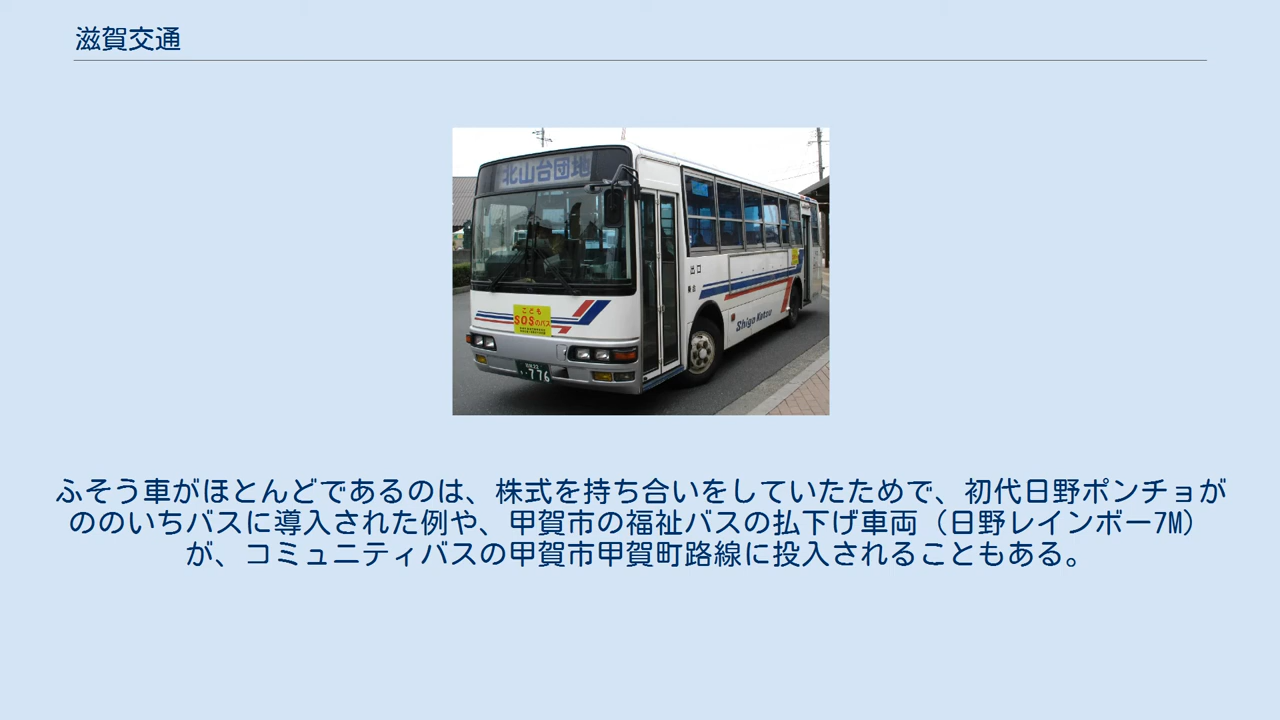 滋賀交通
北山台団地
出口
こども
SOSのバス
Shiga Kotsu
・776
ふそう車がほとんどであるのは、株式を持ち合いをしていたためで、初代日野ポンチョが
ののいちバスに導入された例や、甲賀市の福祉バスの払下げ車両（日野レインボー7M）
が、コミュニティバスの甲賀市甲賀町路線に投入されることもある。